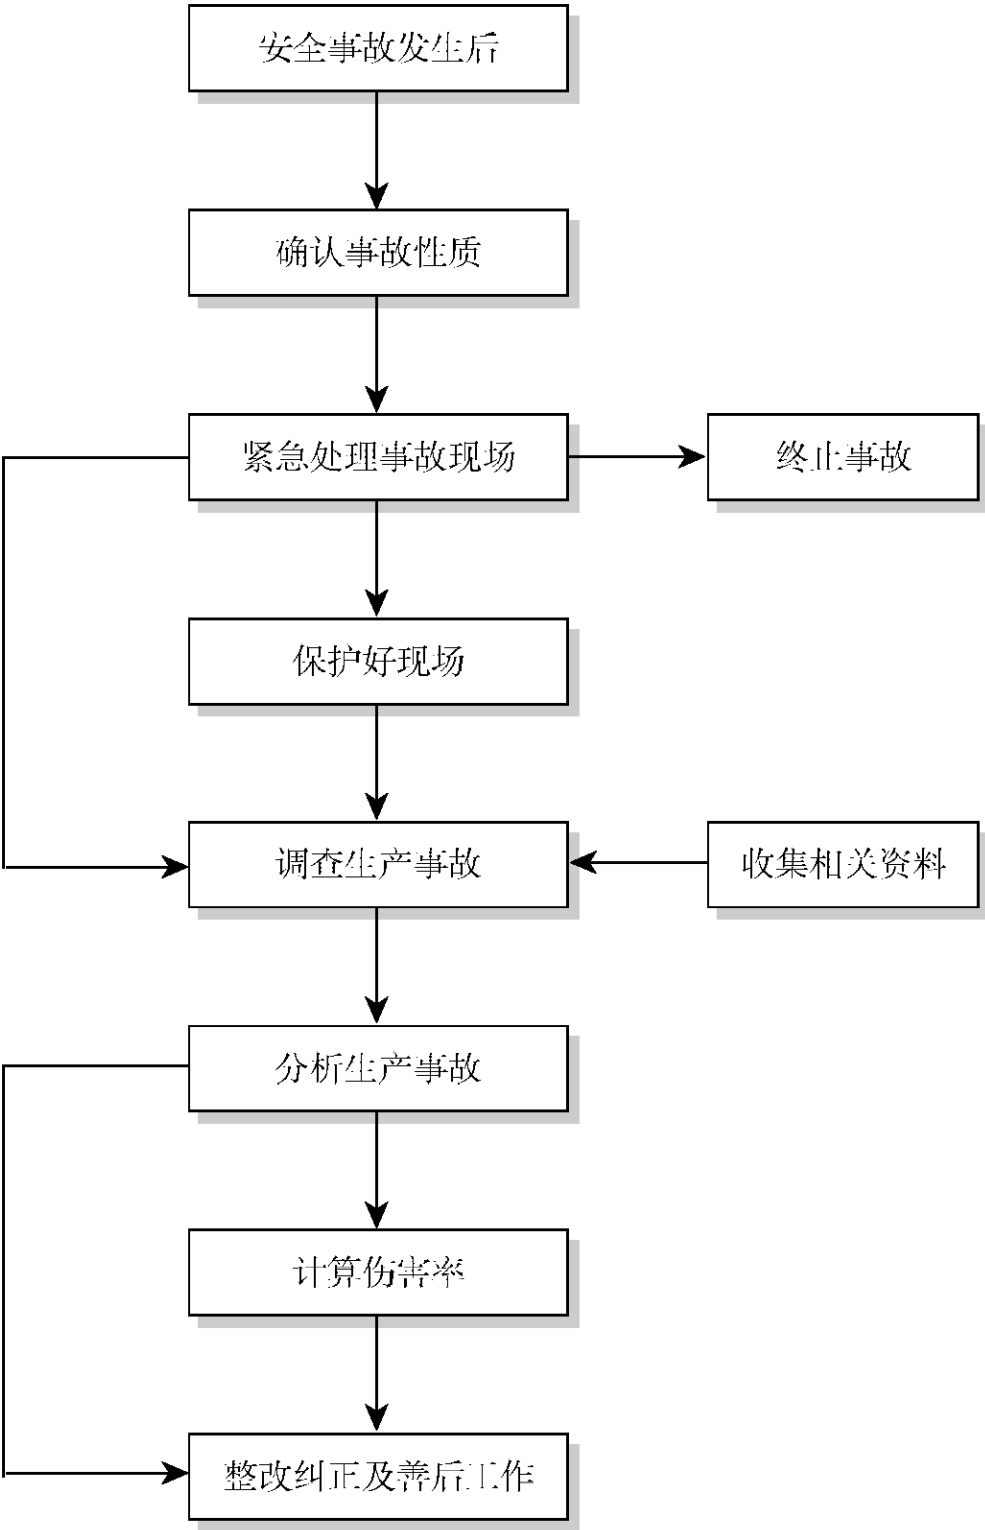 安全事故发生后
确认事故性质
紧急处理事故现场
终止事故
保护好现场
调查生产事故
收集相关资料
分析生产事故
计算伤害率
整改纠正及善后工作